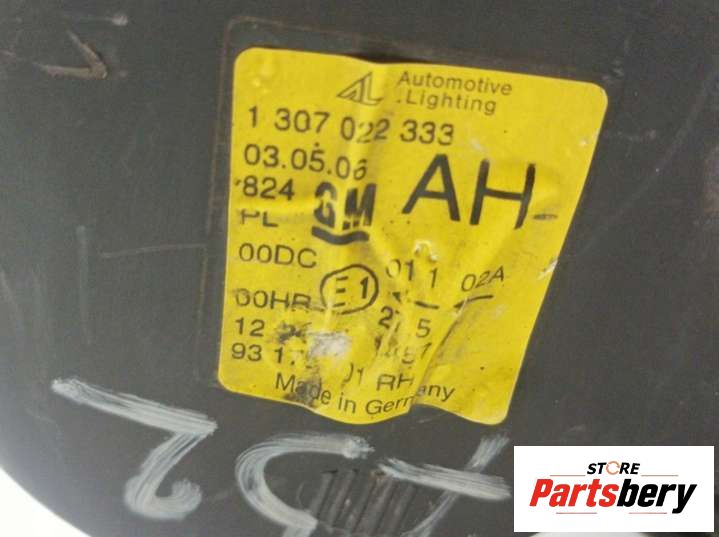 AL Automotive
Lighting
1 307 022 333
03.05.06
824 GM AH
PL
00DC 01 1 02A
00HR E1
12
93 RH
Made in Germany
STORE
Partsbery